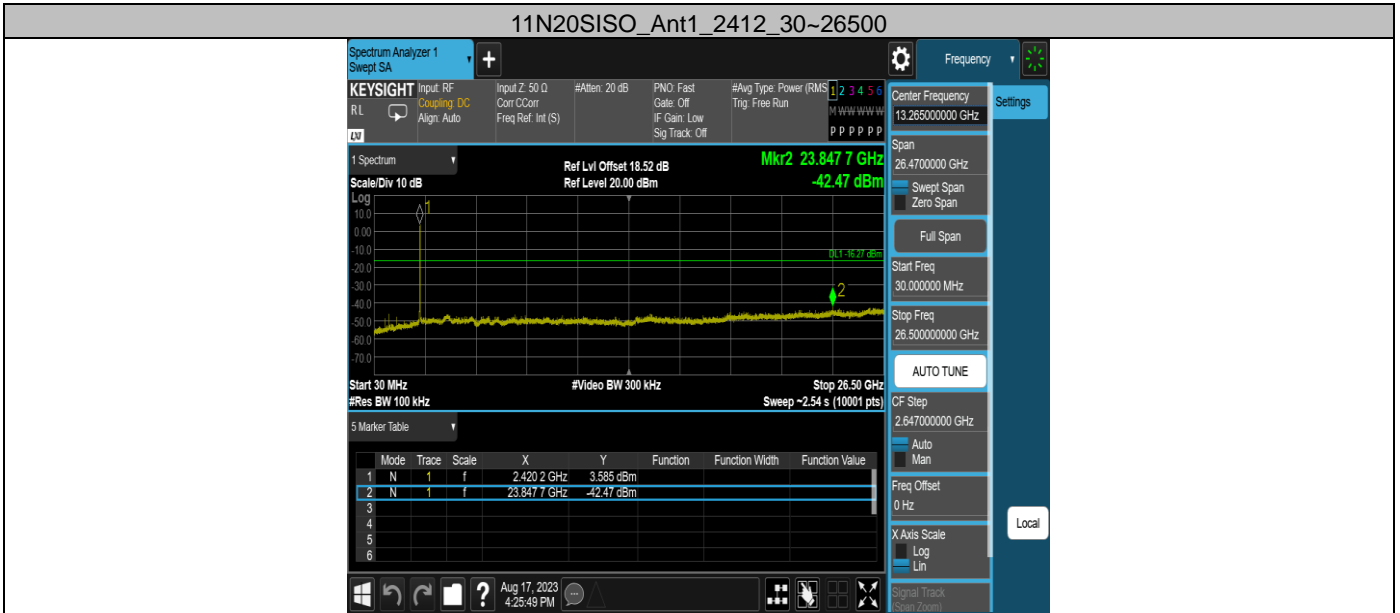 11N20SISO_Ant1_2412_30~26500
Spectrum Analyzer 1
Swept SA
+
Frequency
KEYSIGHT
RL
LXI
Input: RF
Coupling: DC
Align: Auto
Input Z: 50 Ω
Corr CCorr
Freq Ref: Int (S)
#Atten: 20 dB
PNO: Fast
Gate: Off
IF Gain: Low
Sig Track: Off
#Avg Type: Power (RMS
Trig: Free Run
1 2 3 4 5 6
M W W W W W
P P P P P P
Center Frequency
13.265000000 GHz
Settings
1 Spectrum
Scale/Div 10 dB
Ref Lvl Offset 18.52 dB
Ref Level 20.00 dBm
Mkr2 23.847 7 GHz
-42.47 dBm
Span
26.4700000 GHz
Swept Span
Zero Span
Full Span
Start Freq
30.000000 MHz
Stop Freq
26.500000000 GHz
AUTO TUNE
CF Step
2.647000000 GHz
Auto
Man
Freq Offset
0 Hz
X Axis Scale
Log
Lin
Signal Track
(Span Zoom)
Local
Log
10.0
0.00
-10.0
-20.0
-30.0
-40.0
-50.0
-60.0
-70.0
1
DL1 -16.27 dBm
2
Start 30 MHz
#Video BW 300 kHz
Stop 26.50 GHz
#Res BW 100 kHz
Sweep ~2.54 s (10001 pts)
5 Marker Table
Mode Trace Scale X Y Function Function Width Function Value
1 N 1 f 2.420 2 GHz 3.585 dBm
2 N 1 f 23.847 7 GHz -42.47 dBm
3
4
5
6
?
Aug 17, 2023
4:25:49 PM